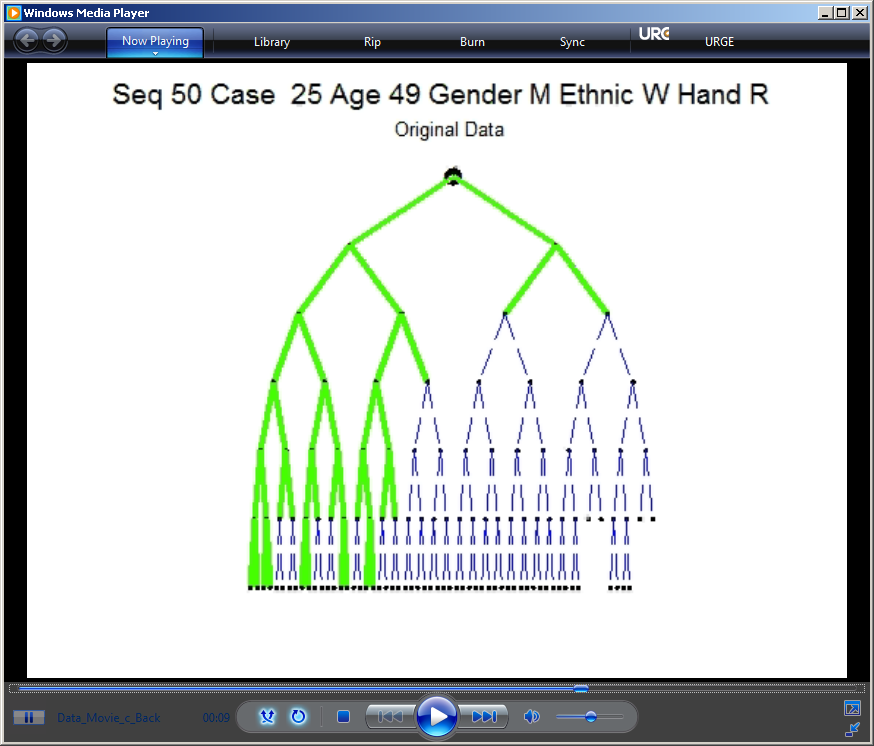 Windows Media Player
Now Playing Library Rip Burn Sync URGE URGE
Seq 50 Case 25 Age 49 Gender M Ethnic W Hand R
Original Data
Data_Movie_c_Back 00:09